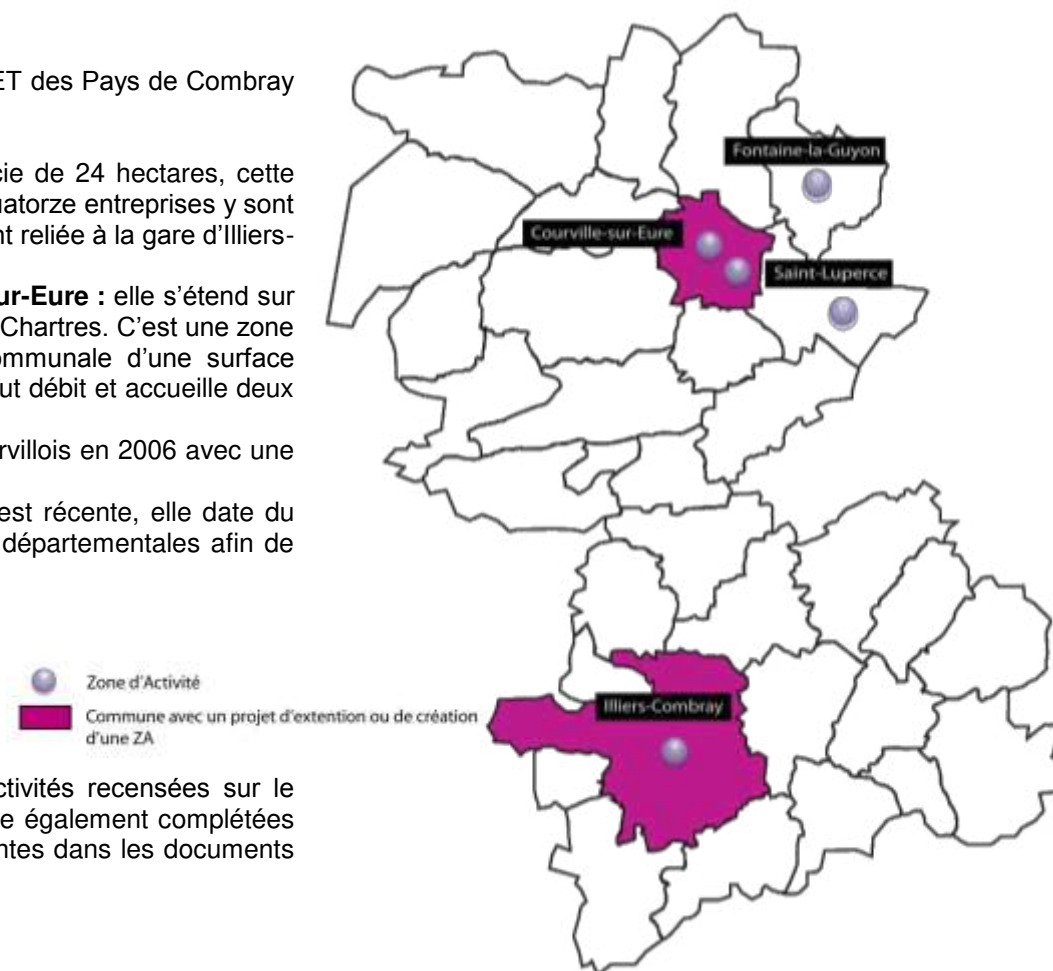 ET des Pays de Combray
cie de 24 hectares, cette
uatorze entreprises y sont
nt reliée à la gare d'Illiers-
ur-Eure : elle s'étend sur
Chartres. C'est une zone
ommunale d'une surface
ut débit et accueille deux
rvillois en 2006 avec une
est récente, elle date du
départementales afin de
Zone d'Activité
Commune avec un projet d'extention ou de création
d'une ZA
ctivités recensées sur le
e également complétées
ntes dans les documents
Fontaine-la-Guyon
Courville-sur-Eure
Saint-Luperce
Illiers-Combray